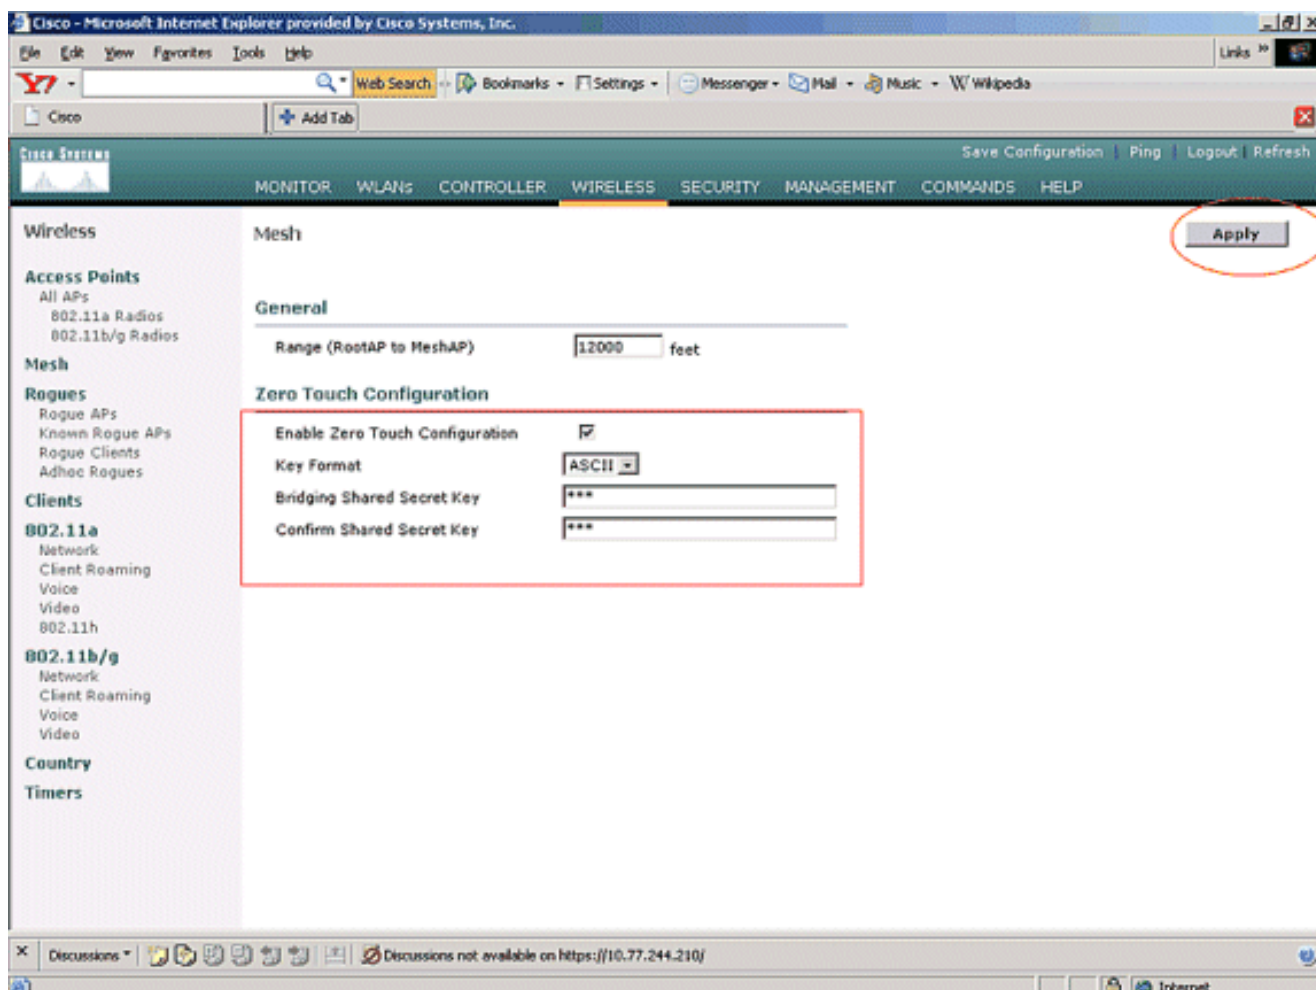 Cisco - Microsoft Internet Explorer provided by Cisco Systems, Inc.
File Edit View Favorites Tools Help Links »
Y! Web Search Bookmarks Settings Messenger Mail Music W Wikipedia
Cisco Add Tab
Cisco Systems
Save Configuration | Ping | Logout | Refresh
MONITOR WLANs CONTROLLER WIRELESS SECURITY MANAGEMENT COMMANDS HELP
Wireless
Access Points
All APs
802.11a Radios
802.11b/g Radios
Mesh
Rogues
Rogue APs
Known Rogue APs
Rogue Clients
Adhoc Rogues
Clients
802.11a
Network
Client Roaming
Voice
Video
802.11h
802.11b/g
Network
Client Roaming
Voice
Video
Country
Timers
Mesh
Apply
General
Range (RootAP to MeshAP) 12000 feet
Zero Touch Configuration
Enable Zero Touch Configuration
Key Format ASCII
Bridging Shared Secret Key ***
Confirm Shared Secret Key ***
Discussions Discussions not available on https://10.77.244.210/
Internet